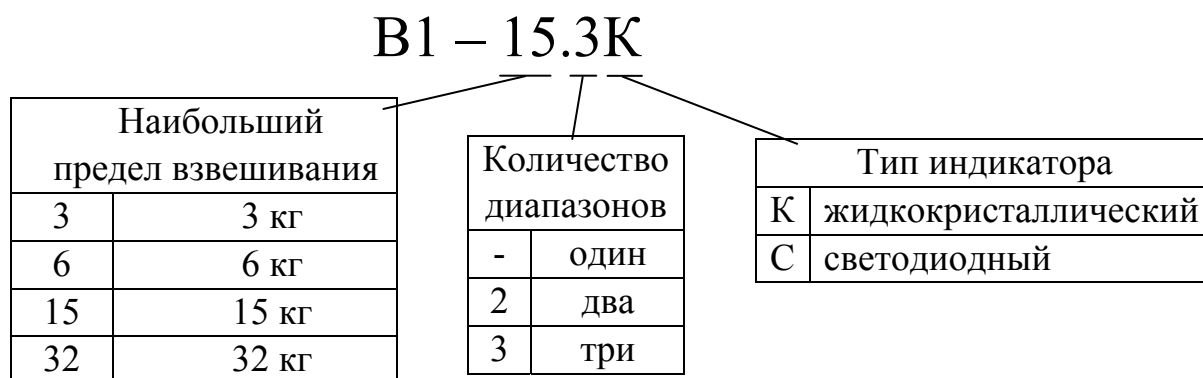 В1 – 15.3К
Наибольший
предел взвешивания
3 3 кг
6 6 кг
15 15 кг
32 32 кг
Количество
диапазонов
- один
2 два
3 три
Тип индикатора
К жидкокристаллический
С светодиодный